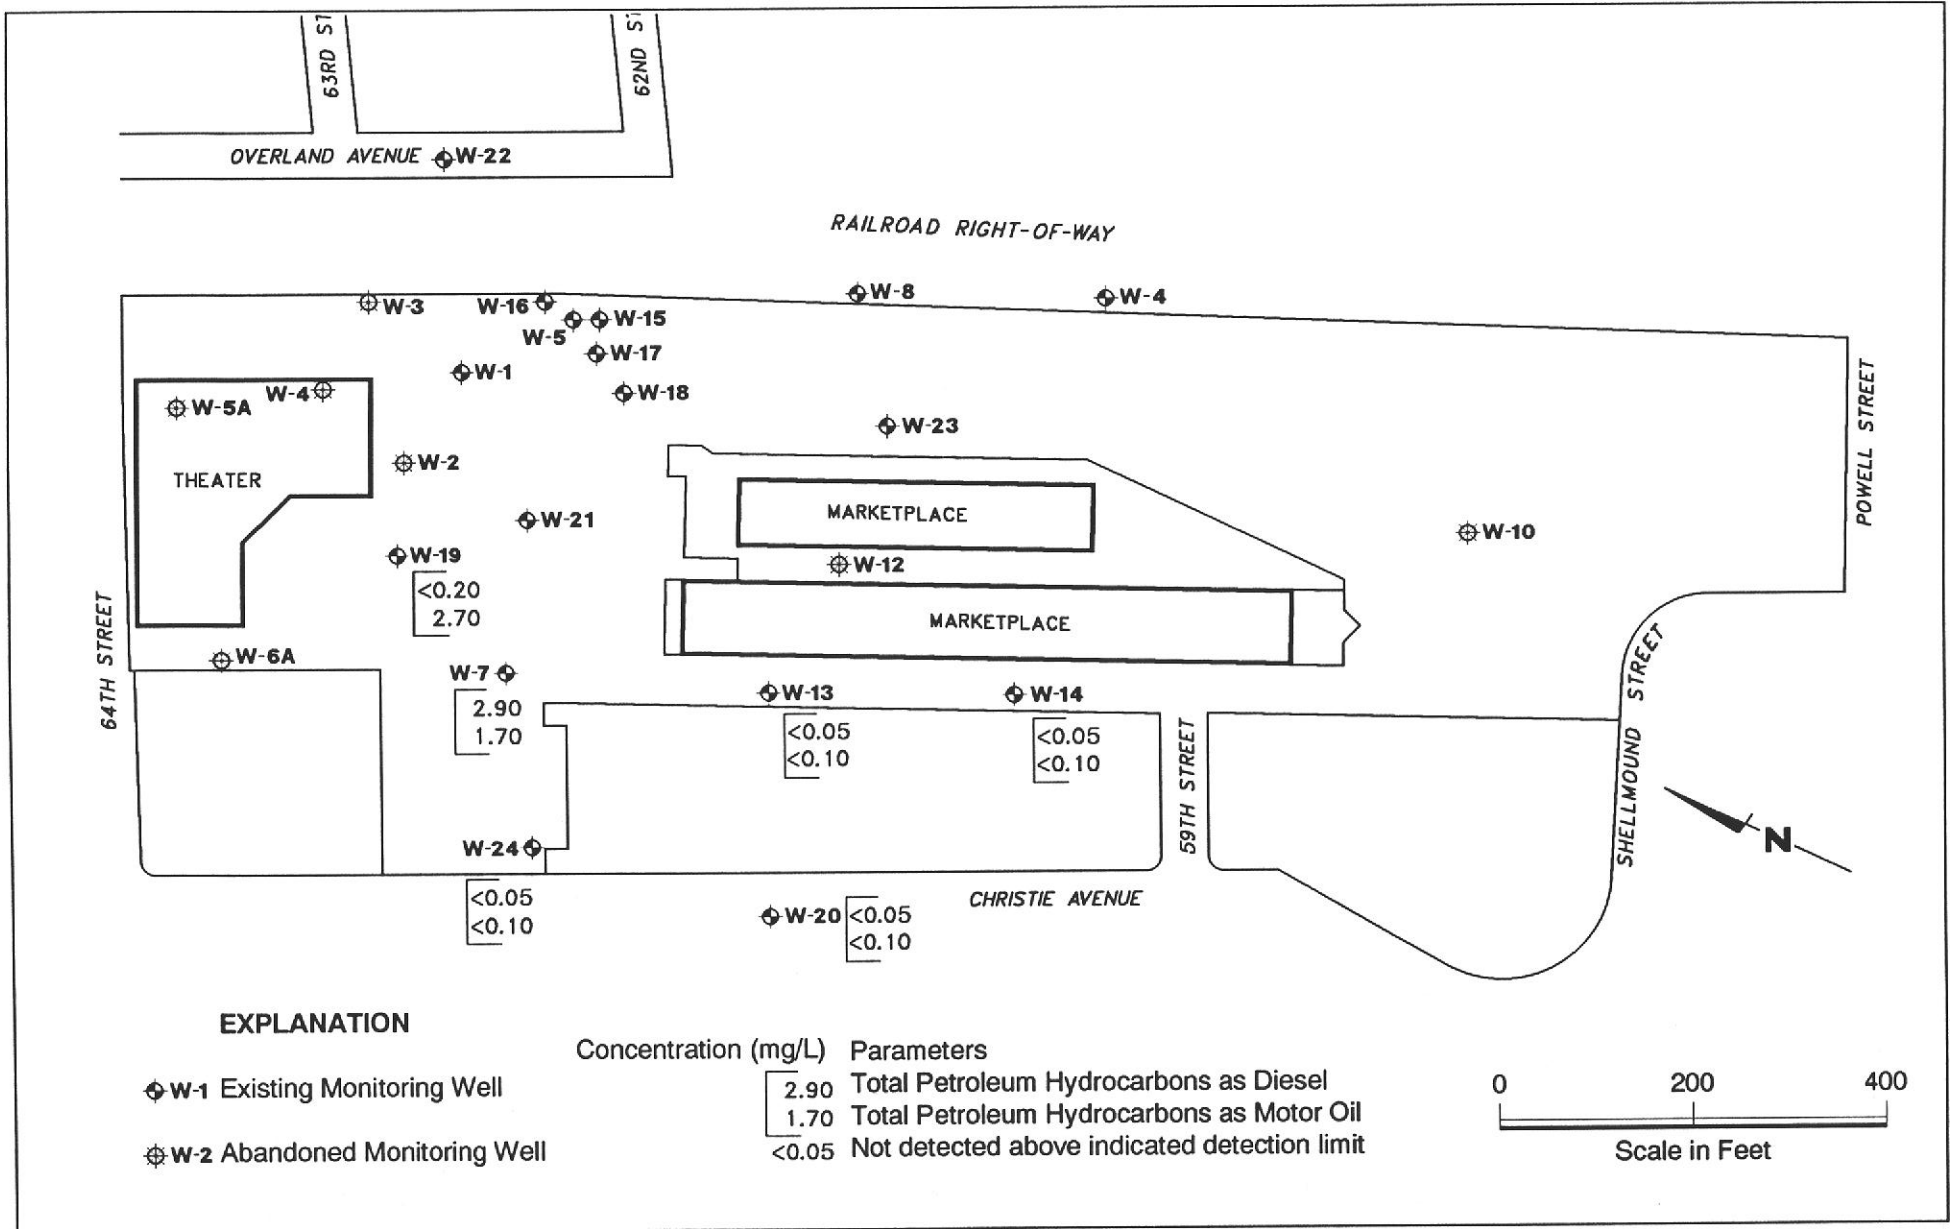 63RD ST
62ND ST
OVERLAND AVENUE
W-22
RAILROAD RIGHT-OF-WAY
W-3
W-16
W-8
W-4
W-5
W-15
W-17
W-1
W-18
W-4
W-5A
W-23
W-2
THEATER
MARKETPLACE
W-21
W-10
POWELL STREET
W-19
<0.20
2.70
W-12
MARKETPLACE
64TH STREET
W-6A
W-7
2.90
1.70
W-13
<0.05
<0.10
W-14
<0.05
<0.10
59TH STREET
SHELLMOUND STREET
N
W-24
<0.05
<0.10
W-20
<0.05
<0.10
CHRISTIE AVENUE
EXPLANATION
W-1 Existing Monitoring Well
W-2 Abandoned Monitoring Well
Concentration (mg/L) Parameters
2.90 Total Petroleum Hydrocarbons as Diesel
1.70 Total Petroleum Hydrocarbons as Motor Oil
<0.05 Not detected above indicated detection limit
0 200 400
Scale in Feet